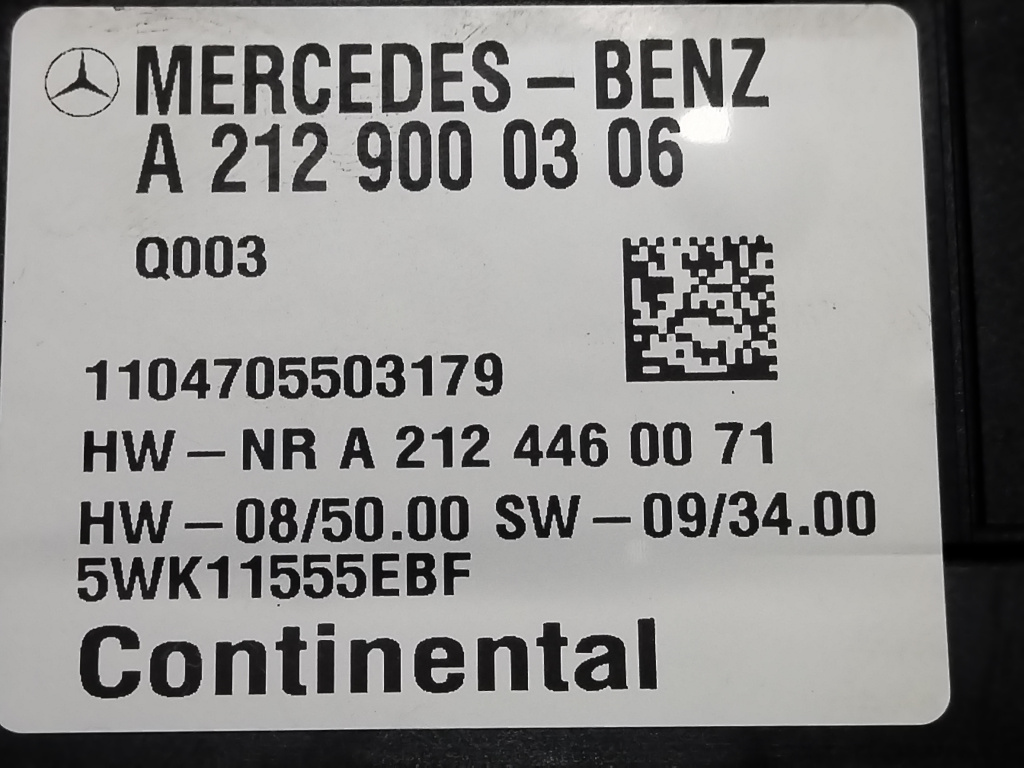 MERCEDES-BENZ
A 212 900 03 06
Q003
1104705503179
HW-NR A 212 446 00 71
HW-08/50.00 SW-09/34.00
5WK11555EBF
Continental